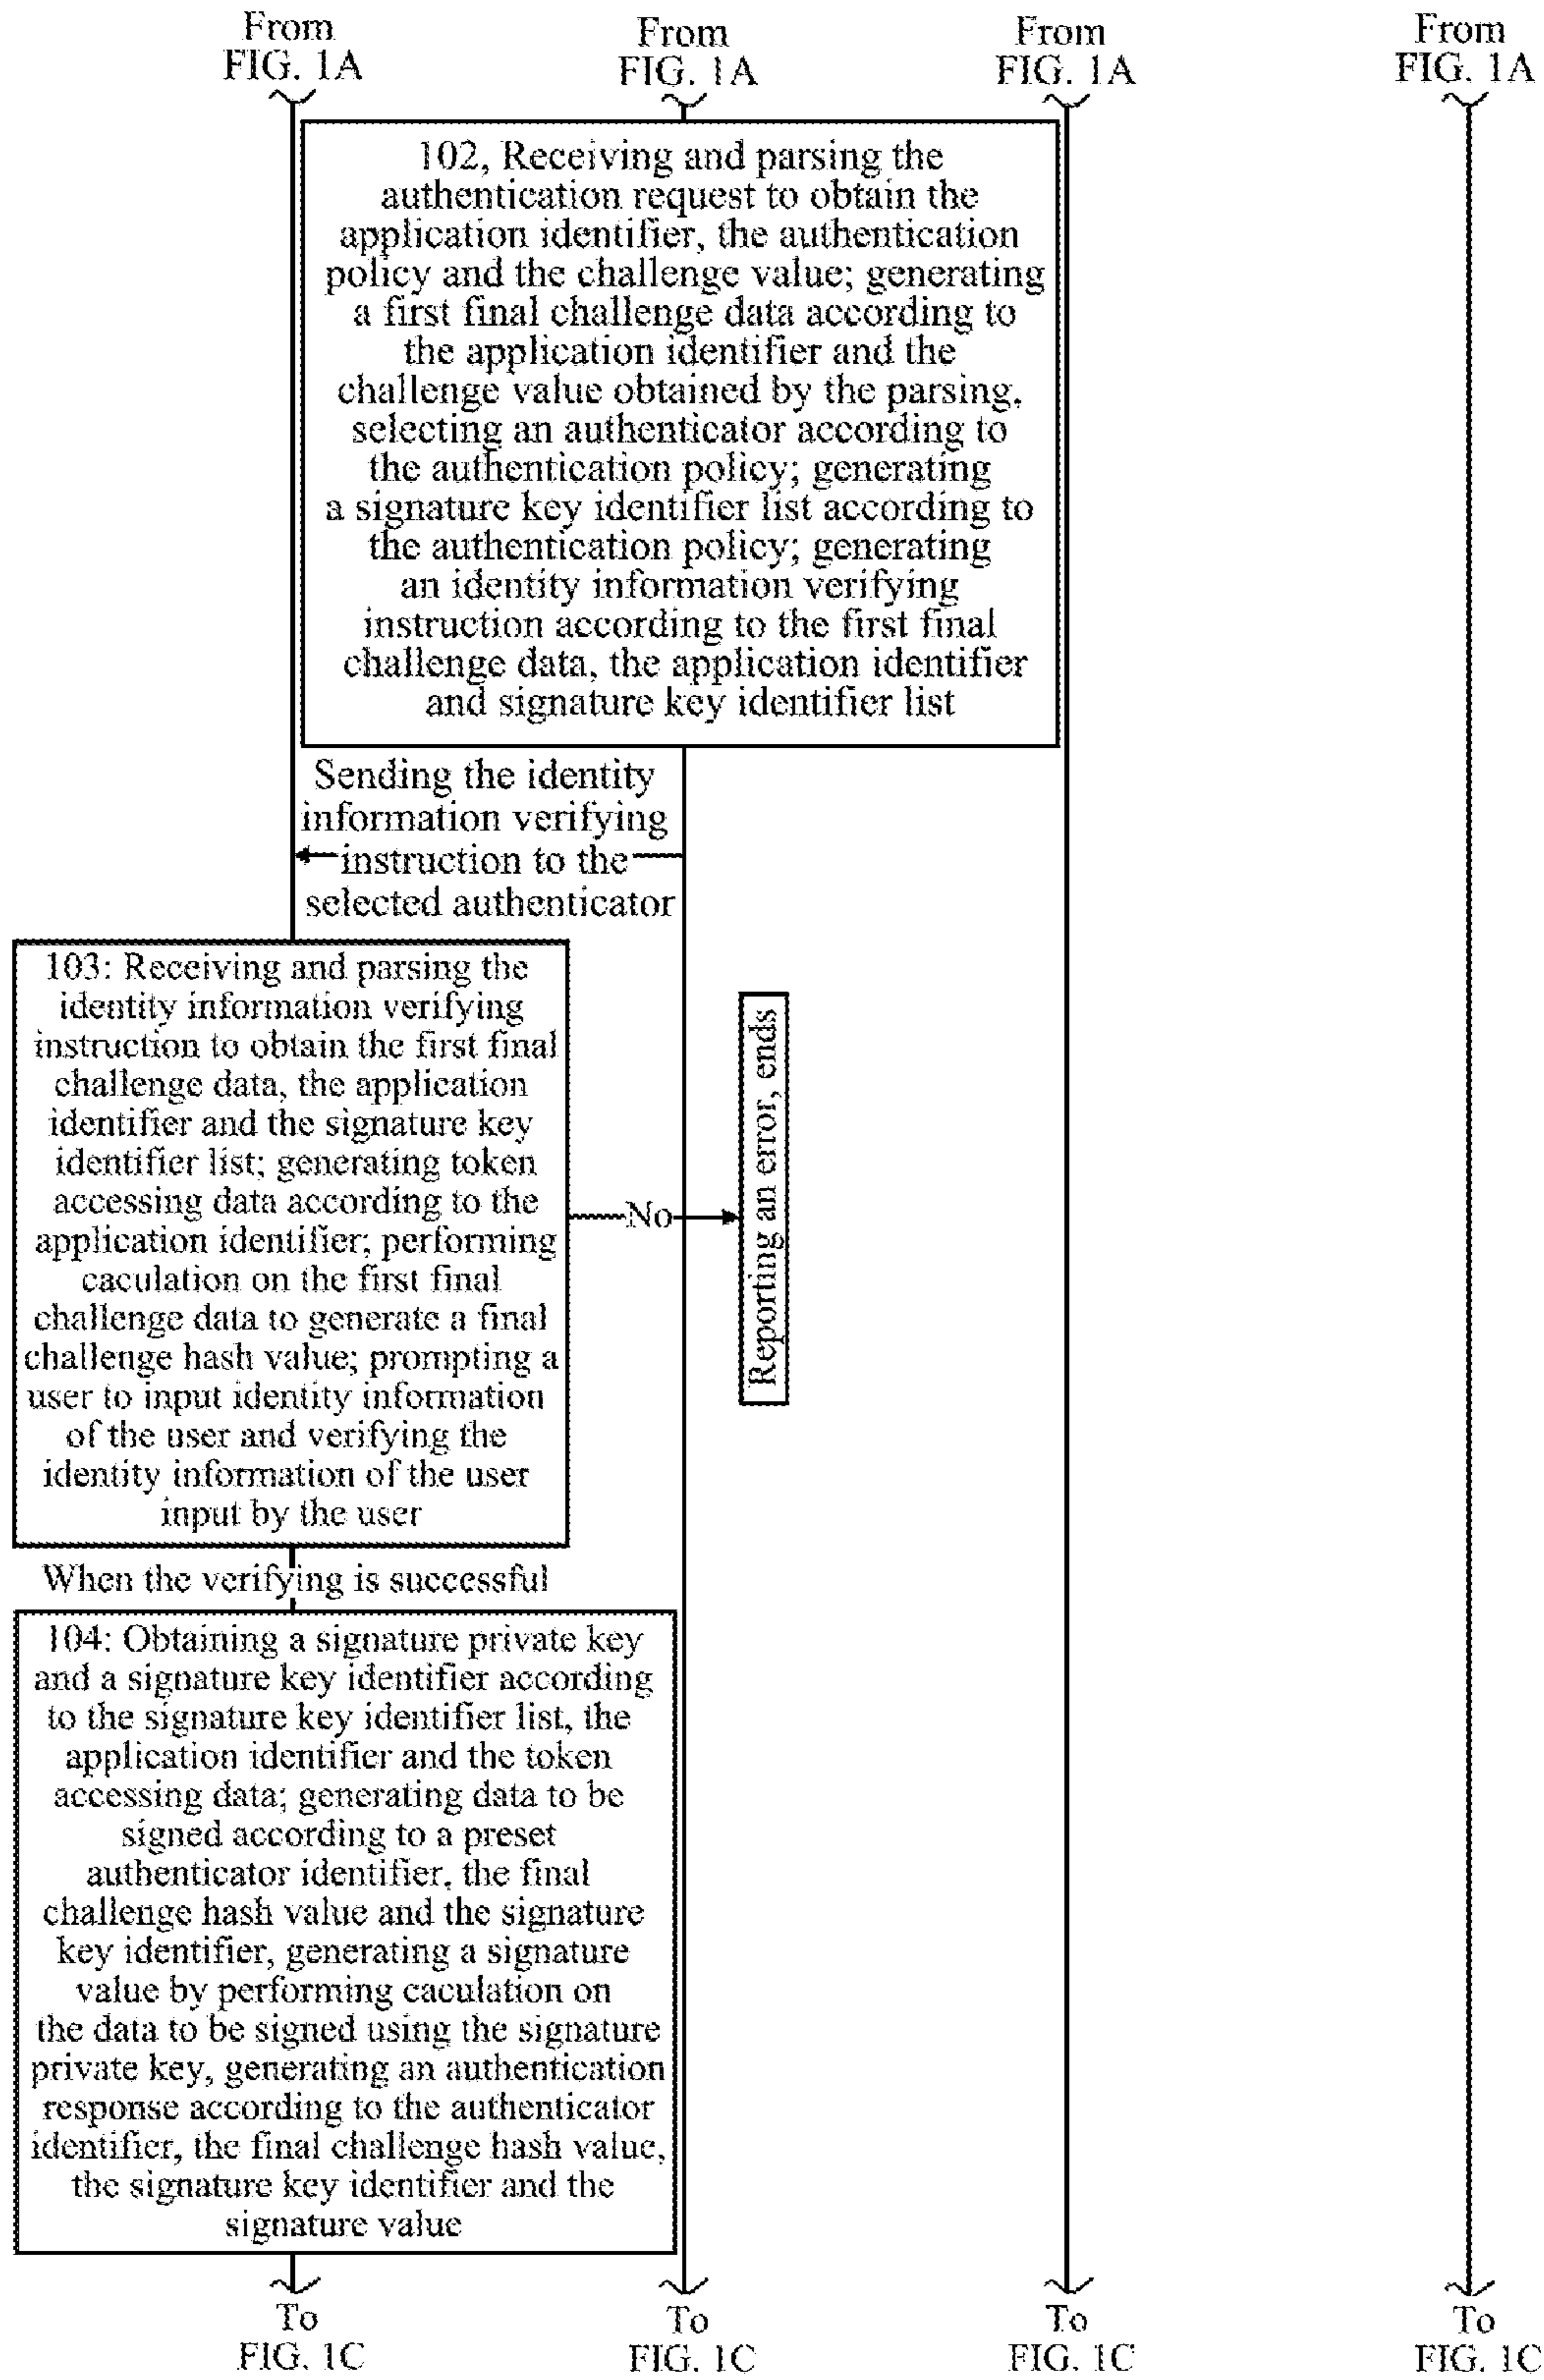 From
FIG. 1A
From
FIG. 1A
From
FIG. 1A
From
FIG. 1A
102, Receiving and parsing the
authentication request to obtain the
application identifier, the authentication
policy and the challenge value; generating
a first final challenge data according to
the application identifier and the
challenge value obtained by the parsing,
selecting an authenticator according to
the authentication policy; generating
a signature key identifier list according to
the authentication policy; generating
an identity information verifying
instruction according to the first final
challenge data, the application identifier
and signature key identifier list
Sending the identity
information verifying
instruction to the
selected authenticator
103: Receiving and parsing the
identity information verifying
instruction to obtain the first final
challenge data, the application
identifier and the signature key
identifier list; generating token
accessing data according to the
application identifier; performing
caculation on the first final
challenge data to generate a final
challenge hash value; prompting a
user to input identity information
of the user and verifying the
identity information of the user
input by the user
No
Reporting an error, ends
When the verifying is successful
104: Obtaining a signature private key
and a signature key identifier according
to the signature key identifier list, the
application identifier and the token
accessing data; generating data to be
signed according to a preset
authenticator identifier, the final
challenge hash value and the signature
key identifier, generating a signature
value by performing caculation on
the data to be signed using the signature
private key, generating an authentication
response according to the authenticator
identifier, the final challenge hash value,
the signature key identifier and the
signature value
To
FIG. 1C
To
FIG. 1C
To
FIG. 1C
To
FIG. 1C